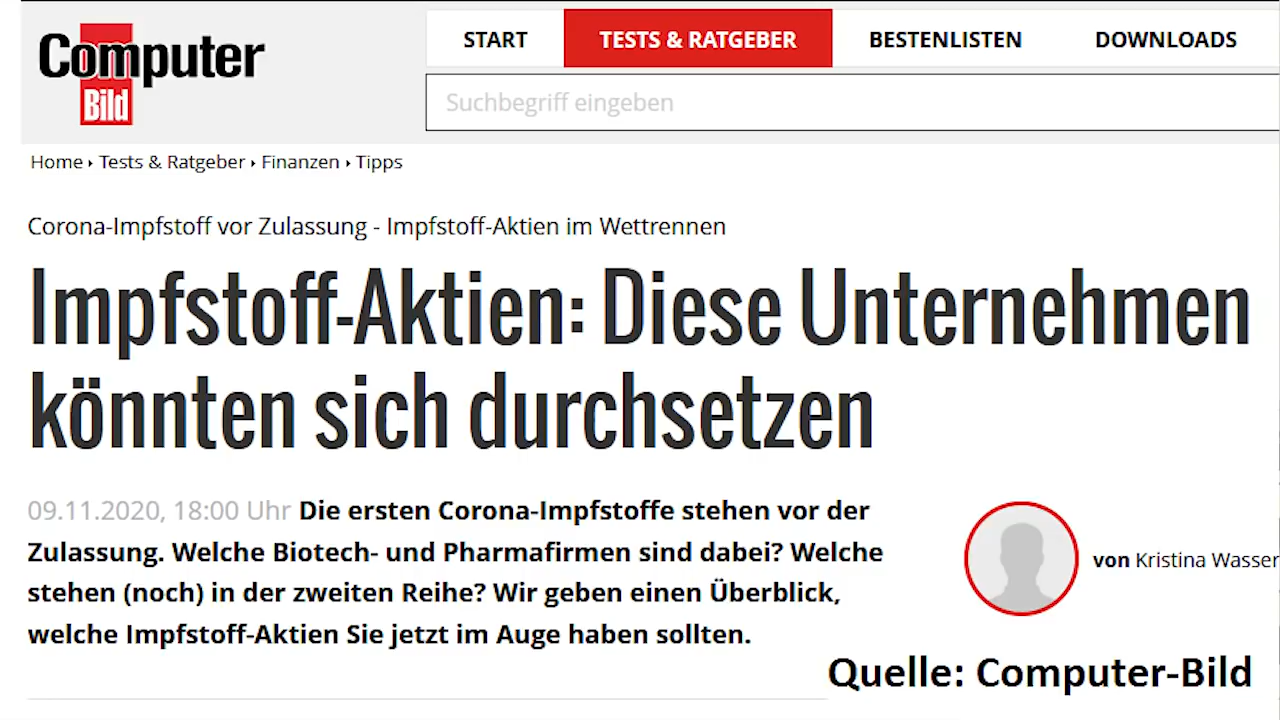 Computer
Bild
START
TESTS & RATGEBER
BESTENLISTEN
DOWNLOADS
Suchbegriff eingeben
Home › Tests & Ratgeber › Finanzen › Tipps
Corona-Impfstoff vor Zulassung - Impfstoff-Aktien im Wettrennen
Impfstoff-Aktien: Diese Unternehmen
könnten sich durchsetzen
09.11.2020, 18:00 Uhr Die ersten Corona-Impfstoffe stehen vor der
Zulassung. Welche Biotech- und Pharmafirmen sind dabei? Welche
stehen (noch) in der zweiten Reihe? Wir geben einen Überblick,
welche Impfstoff-Aktien Sie jetzt im Auge haben sollten.
von Kristina Wasser
Quelle: Computer-Bild